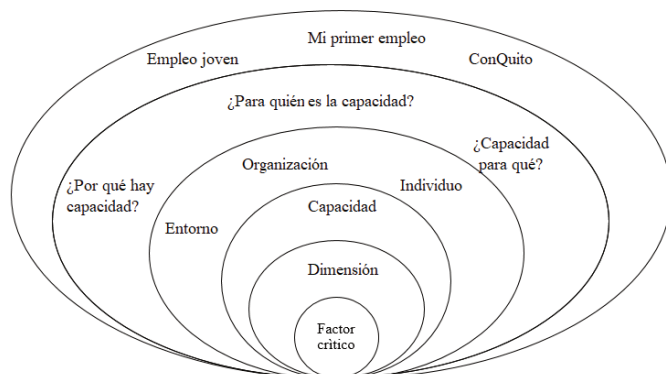 Mi primer empleo
Empleo joven
ConQuito
¿Para quién es la capacidad?
¿Capacidad
para qué?
Organización
¿Por qué hay
capacidad?
Individuo
Capacidad
Entorno
Dimensión
Factor
crìtico